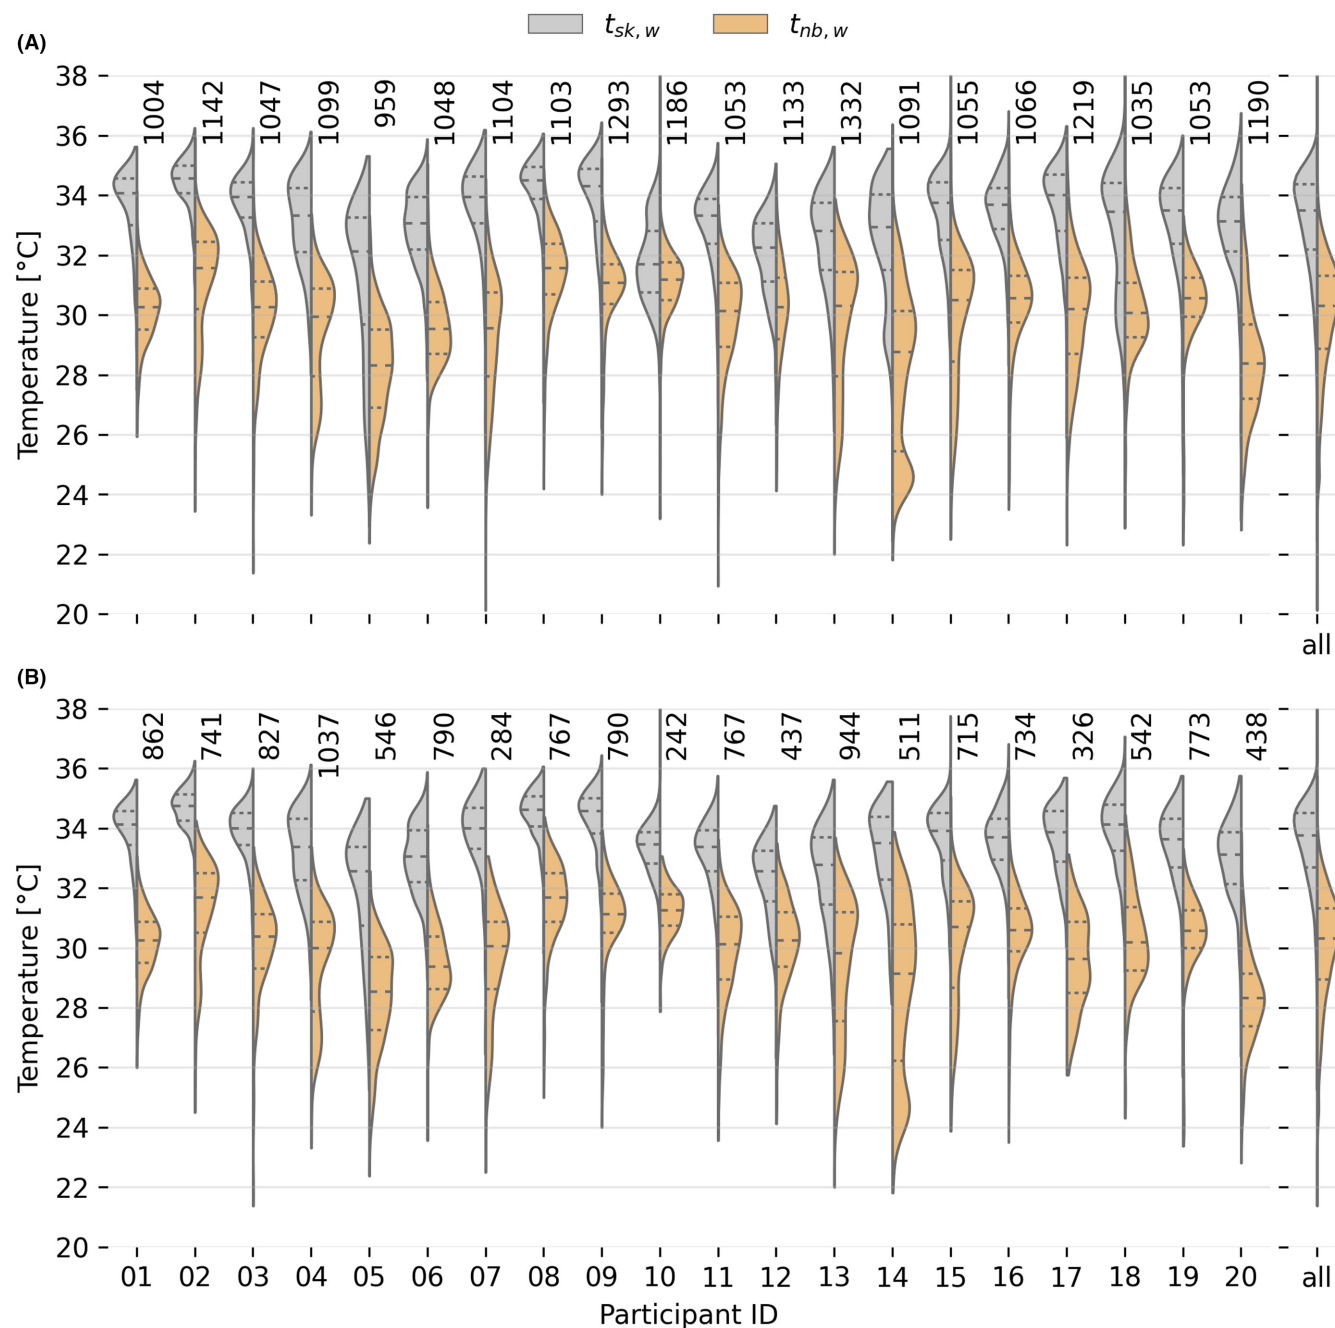 t_sk,w t_nb,w
(A)
1004 1142 1047 1099 959 1048 1104 1103 1293 1186 1053 1133 1332 1091 1055 1066 1219 1035 1053 1190
38
36
34
32
30
28
26
24
22
20
Temperature [°C]
all
(B)
862 741 827 1037 546 790 284 767 790 242 767 437 944 511 715 734 326 542 773 438
38
36
34
32
30
28
26
24
22
20
Temperature [°C]
01 02 03 04 05 06 07 08 09 10 11 12 13 14 15 16 17 18 19 20 all
Participant ID